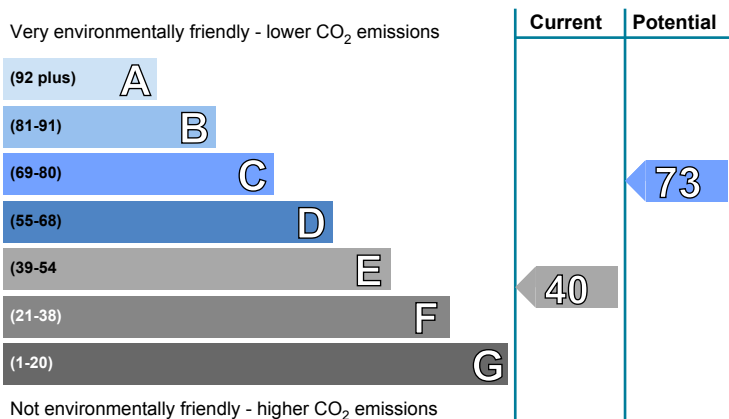 Very environmentally friendly - lower CO2 emissions
Current
Potential
(92 plus) A
(81-91) B
(69-80) C
73
(55-68) D
(39-54 E
40
(21-38) F
(1-20) G
Not environmentally friendly - higher CO2 emissions